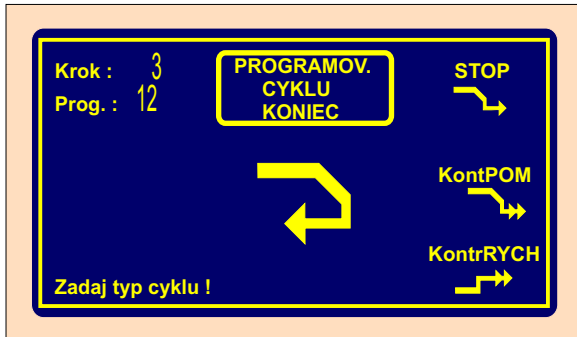 Krok : 3
Prog. : 12
PROGRAMOV.
CYKLU
KONIEC
STOP
KontPOM
KontrRYCH
Zadaj typ cyklu !